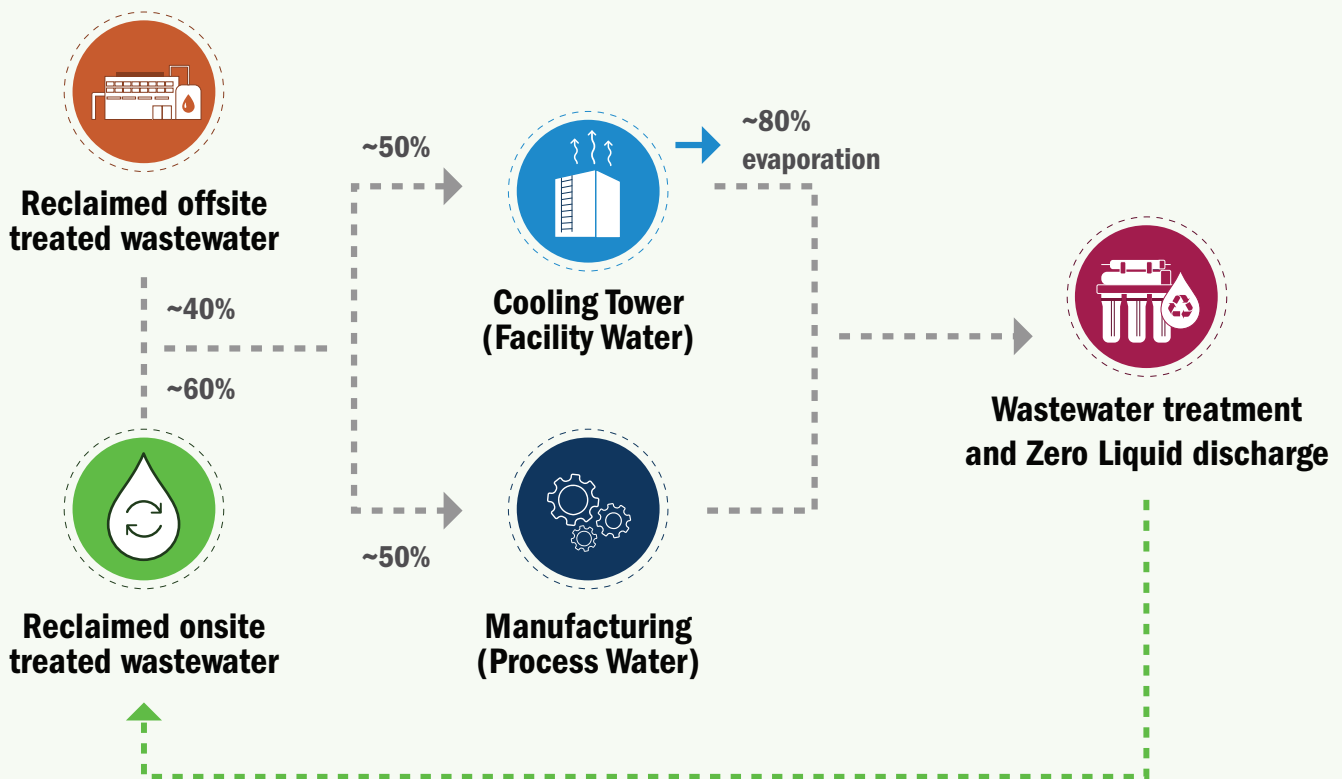 Reclaimed offsite
treated wastewater
~40%
~60%
Reclaimed onsite
treated wastewater
~50%
~50%
Cooling Tower
(Facility Water)
~80%
evaporation
Manufacturing
(Process Water)
Wastewater treatment
and Zero Liquid discharge